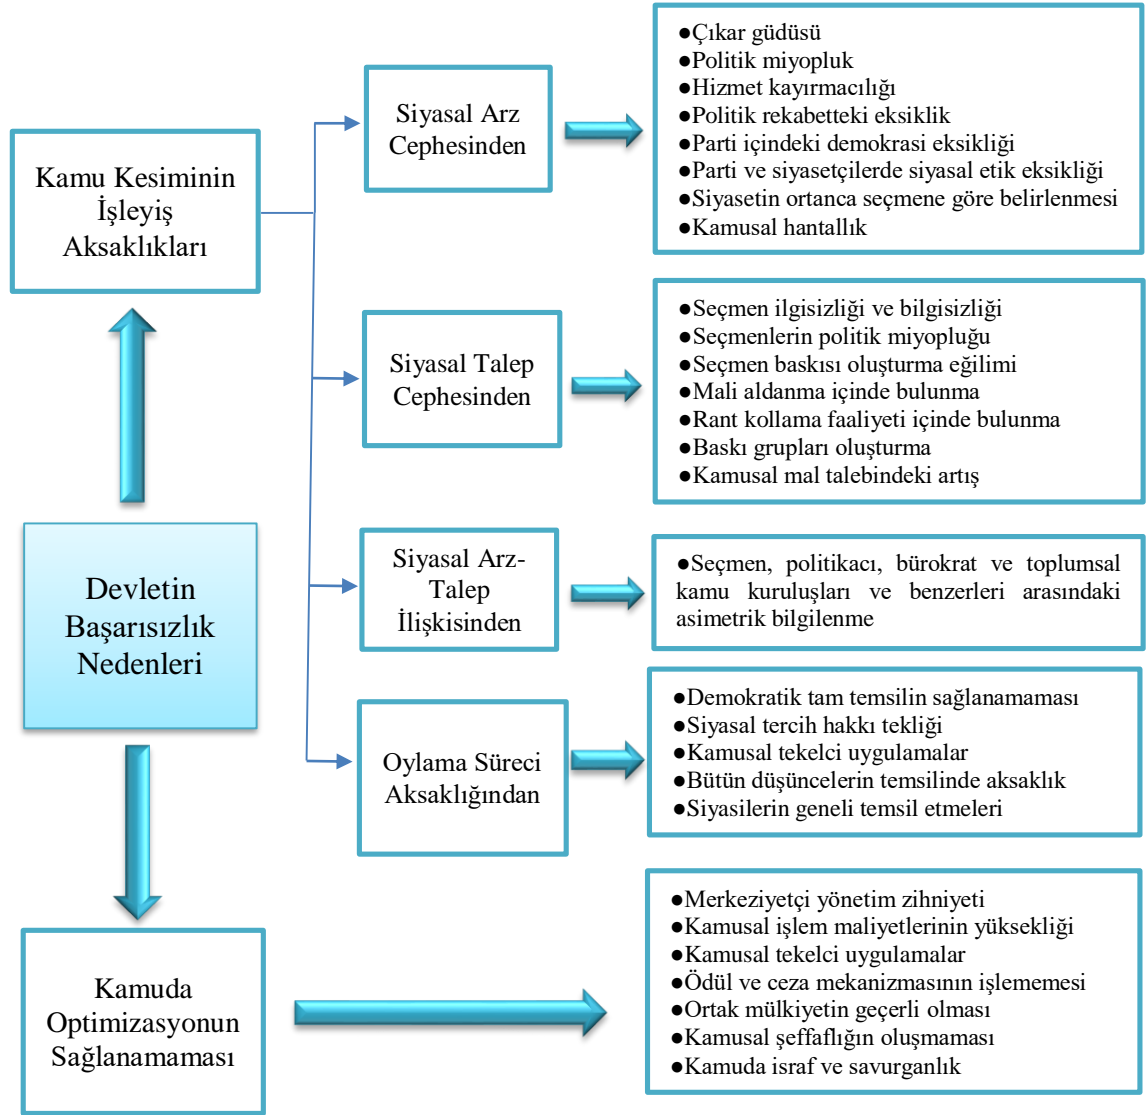 Kamu Kesiminin
İşleyiş
Aksaklıkları
Siyasal Arz
Cephesinden
●Çıkar güdüsü
●Politik miyopluk
●Hizmet kayırmacılığı
●Politik rekabetteki eksiklik
●Parti içindeki demokrasi eksikliği
●Parti ve siyasetçilerde siyasal etik eksikliği
●Siyasetin ortanca seçmene göre belirlenmesi
●Kamusal hantallık
Siyasal Talep
Cephesinden
●Seçmen ilgisizliği ve bilgisizliği
●Seçmenlerin politik miyopluğu
●Seçmen baskısı oluşturma eğilimi
●Mali aldanma içinde bulunma
●Rant kollama faaliyeti içinde bulunma
●Baskı grupları oluşturma
●Kamusal mal talebindeki artış
Devletin
Başarısızlık
Nedenleri
Siyasal Arz-
Talep
İlişkisinden
●Seçmen, politikacı, bürokrat ve toplumsal
kamu kuruluşları ve benzerleri arasındaki
asimetrik bilgilenme
Oylama Süreci
Aksaklığından
●Demokratik tam temsilin sağlanamaması
●Siyasal tercih hakkı tekliği
●Kamusal tekelci uygulamalar
●Bütün düşüncelerin temsilinde aksaklık
●Siyasilerin geneli temsil etmeleri
Kamuda
Optimizasyonun
Sağlanamaması
●Merkeziyetçi yönetim zihniyeti
●Kamusal işlem maliyetlerinin yüksekliği
●Kamusal tekelci uygulamalar
●Ödül ve ceza mekanizmasının işlememesi
●Ortak mülkiyetin geçerli olması
●Kamusal şeffaflığın oluşmaması
●Kamuda israf ve savurganlık